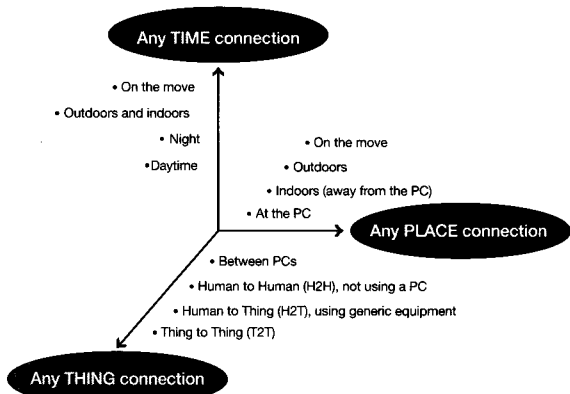 Any TIME connection
• On the move
• Outdoors and indoors
• Night
•Daytime
• On the move
• Outdoors
• Indoors (away from the PC)
• At the PC
Any PLACE connection
• Between PCs
• Human to Human (H2H), not using a PC
• Human to Thing (H2T), using generic equipment
• Thing to Thing (T2T)
Any THING connection